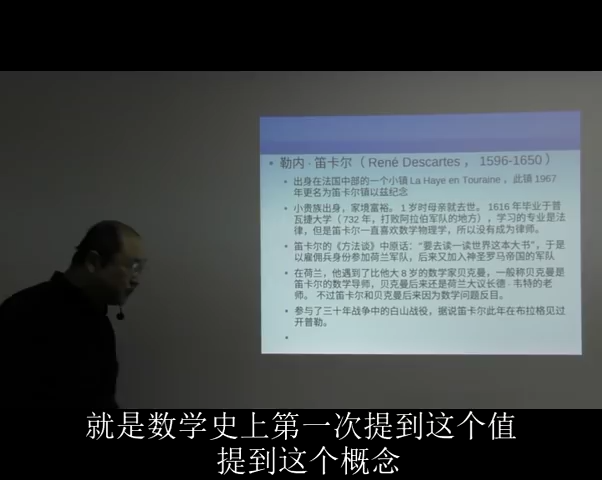 • 勒内 · 笛卡尔（ René Descartes ， 1596-1650 ）
• 出身在法国中部的一个小镇 La Haye en Touraine ，此镇 1967
年更名为笛卡尔镇以兹纪念
• 小贵族出身，家境富裕。 1 岁时母亲就去世。 1616 年毕业于普
瓦捷大学（ 732 年，打败阿拉伯军队的地方），学习的专业是法
律，但是笛卡尔一直喜欢数学物理学，所以没有成为律师。
• 笛卡尔的《方法谈》中原话：“要去读一读世界这本大书”，于是
以雇佣兵身份参加荷兰军队，后来又加入神圣罗马帝国的军队
• 在荷兰，他遇到了比他大 8 岁的数学家贝克曼，一般称贝克曼是
笛卡尔的数学导师，贝克曼后来还是荷兰大议长德 · 韦特的老
师。 不过笛卡尔和贝克曼后来因为数学问题反目。
• 参与了三十年战争中的白山战役，据说笛卡尔此年在布拉格见过
开普勒。
就是数学史上第一次提到这个值
提到这个概念